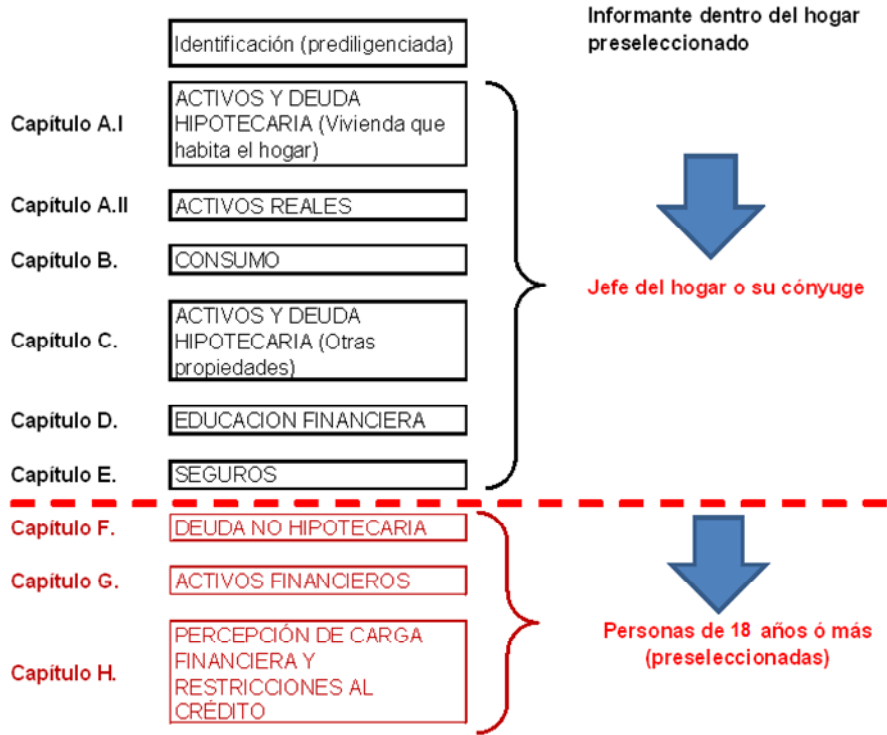 Informante dentro del hogar
preseleccionado
Identificación (prediligenciada)
Capítulo A.I
ACTIVOS Y DEUDA
HIPOTECARIA (Vivienda que
habita el hogar)
Capítulo A.II
ACTIVOS REALES
Capítulo B.
CONSUMO
Jefe del hogar o su cónyuge
Capítulo C.
ACTIVOS Y DEUDA
HIPOTECARIA (Otras
propiedades)
Capítulo D.
EDUCACION FINANCIERA
Capítulo E.
SEGUROS
Capítulo F.
DEUDA NO HIPOTECARIA
Capítulo G.
ACTIVOS FINANCIEROS
Capítulo H.
PERCEPCIÓN DE CARGA
FINANCIERA Y
RESTRICCIONES AL
CRÉDITO
Personas de 18 años ó más
(preseleccionadas)